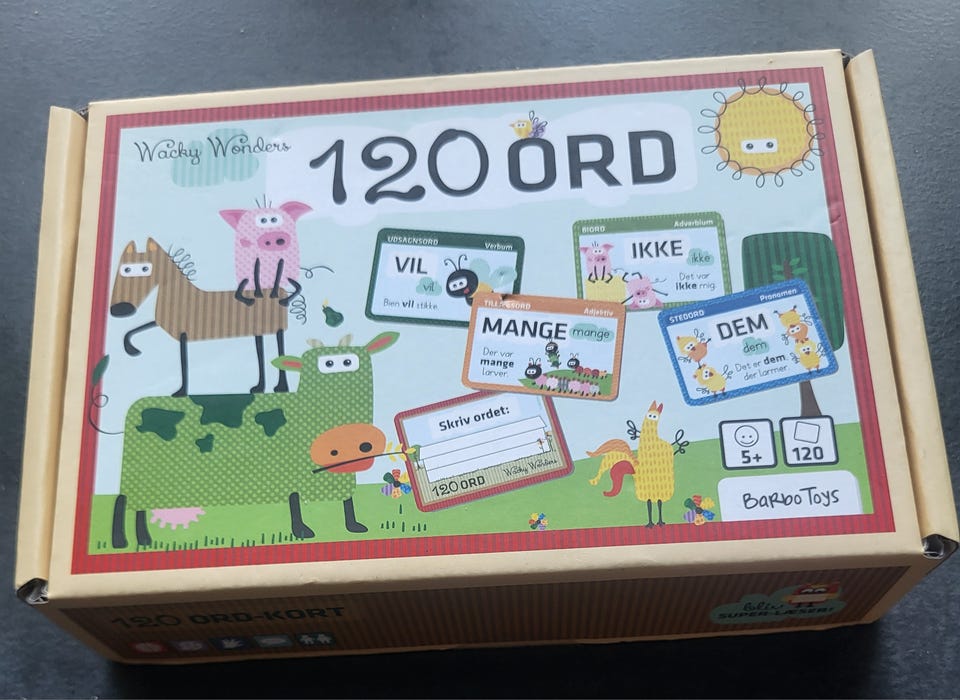 Wacky Wonders
120 ORD
UDSAGNSORD Verbum
VIL
vil
Bien vil stikke.
BIORD Adverbium
IKKE
ikke
Det var
ikke mig.
TILLÆGSORD Adjektiv
MANGE mange
Der var
mange
larver.
STEDORD Pronomen
DEM
dem
Det er dem,
der larmer.
Skriv ordet:
120 ORD Wacky Wonders
5+ 120
BarboToys
120 ORD-KORT
bliv
SUPER-LÆSER!